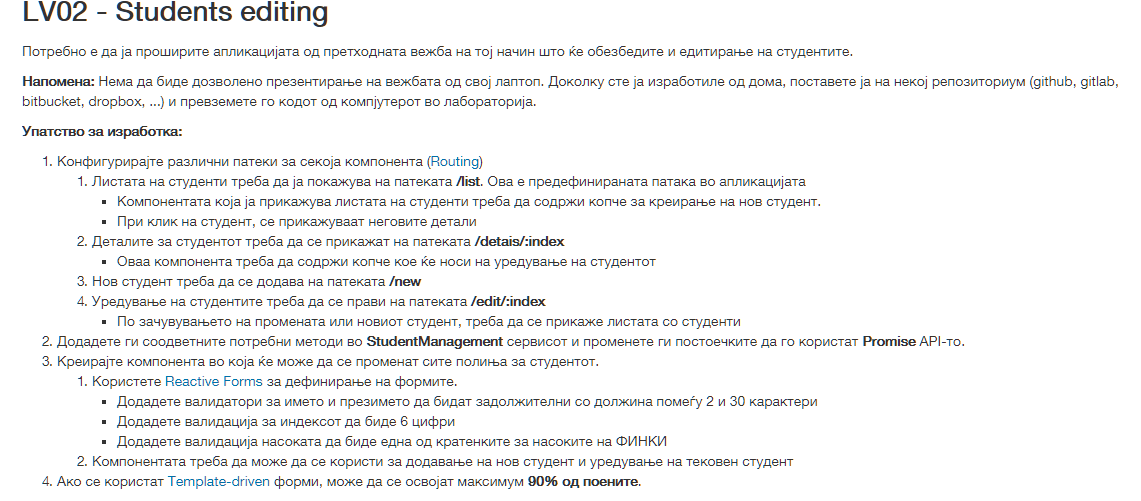 LV02 - Students editing
Потребно е да ја проширите апликацијата од претходната вежба на тој начин што ќе обезбедите и едитирање на студентите.
Напомена: Нема да биде дозволено презентирање на вежбата од свој лаптоп. Доколку сте ја изработиле од дома, поставете ја на некој репозиториум (github, gitlab,
bitbucket, dropbox, ...) и превземете го кодот од компјутерот во лабораторија.
Упатство за изработка:
1. Конфигурирајте различни патеки за секоја компонента (Routing)
1. Листата на студенти треба да ја покажува на патеката /list. Ова е предефинираната патака во апликацијата
▪ Компонентата која ја прикажува листата на студенти треба да содржи копче за креирање на нов студент.
▪ При клик на студент, се прикажуваат неговите детали
2. Деталите за студентот треба да се прикажат на патеката /detais/:index
▪ Оваа компонента треба да содржи копче кое ќе носи на уредување на студентот
3. Нов студент треба да се додава на патеката /new
4. Уредување на студентите треба да се прави на патеката /edit/:index
▪ По зачувувањето на промената или новиот студент, треба да се прикаже листата со студенти
2. Додадете ги соодветните потребни методи во StudentManagement сервисот и променете ги постоечките да го користат Promise API-то.
3. Креирајте компонента во која ќе може да се променат сите полиња за студентот.
1. Користете Reactive Forms за дефинирање на формите.
▪ Додадете валидатори за името и презимето да бидат задолжителни со должина помеѓу 2 и 30 карактери
▪ Додадете валидација за индексот да биде 6 цифри
▪ Додадете валидација насоката да биде една од кратенките за насоките на ФИНКИ
2. Компонентата треба да може да се користи за додавање на нов студент и уредување на тековен студент
4. Ако се користат Template-driven форми, може да се освојат максимум 90% од поените.